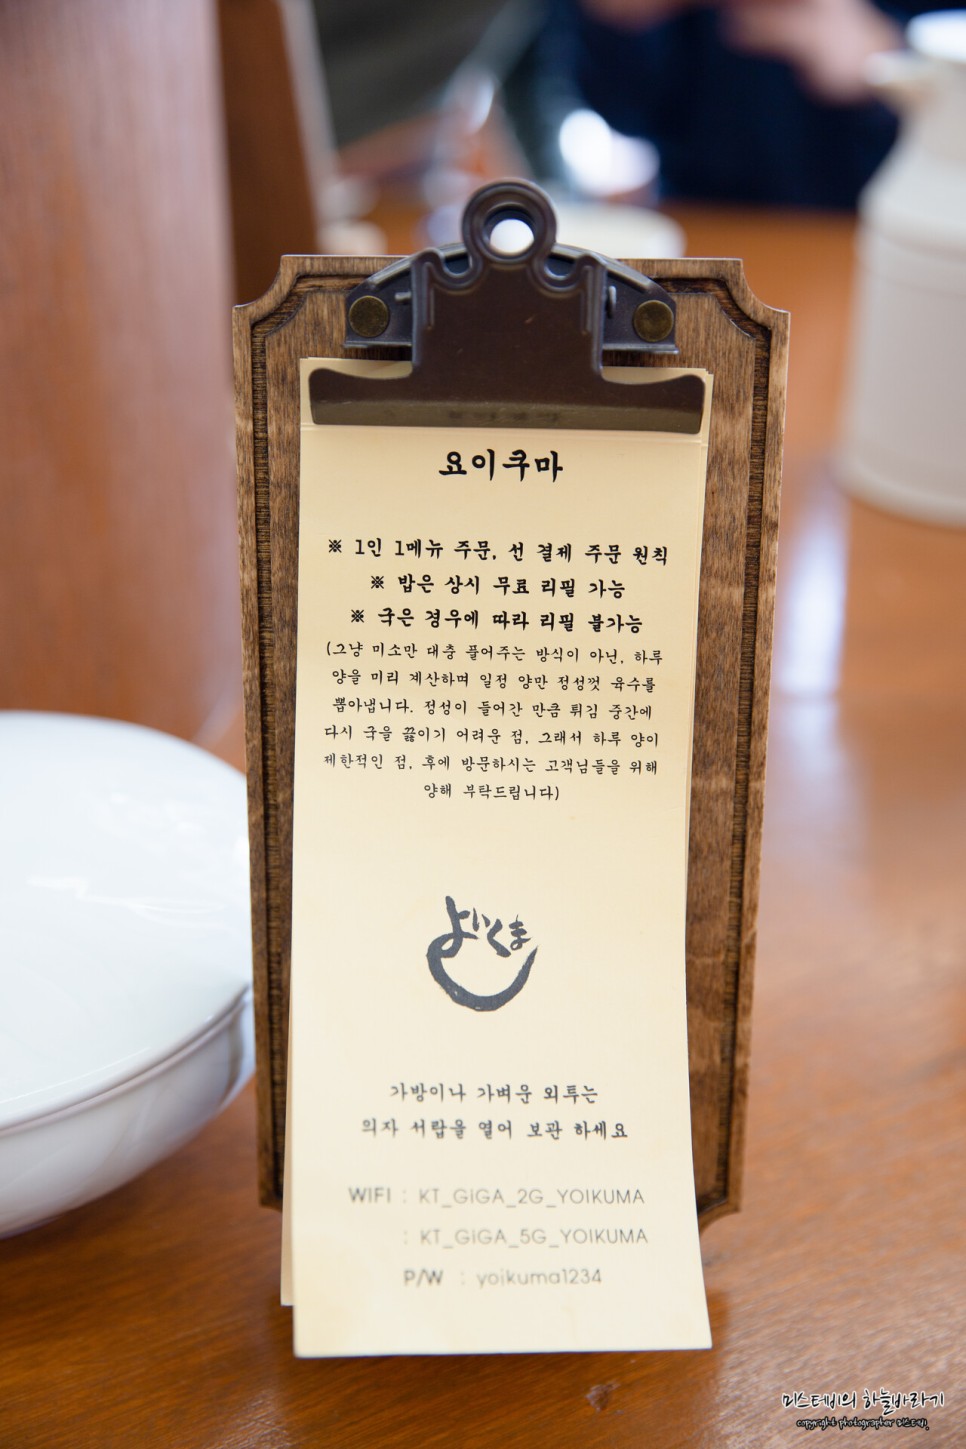 요이쿠마
※ 1인 1메뉴 주문, 선 결제 주문 원칙
※ 밥은 상시 무료 리필 가능
※ 국은 경우에 따라 리필 불가능
(그냥 미소만 대충 풀어주는 방식이 아닌, 하루
양을 미리 계산하며 일정 양만 정성껏 육수를
뽑아냅니다. 정성이 들어간 만큼 튀김 중간에
다시 국을 끓이기 어려운 점, 그래서 하루 양이
제한적인 점, 후에 방문하시는 고객님들을 위해
양해 부탁드립니다)
よいくま
가방이나 가벼운 외투는
의자 서랍을 열어 보관 하세요
WIFI : KT_GIGA_2G_YOIKUMA
: KT_GIGA_5G_YOIKUMA
P/W : yoikuma1234
미스테비의 하늘바라기
copyright photographer 미스테비.